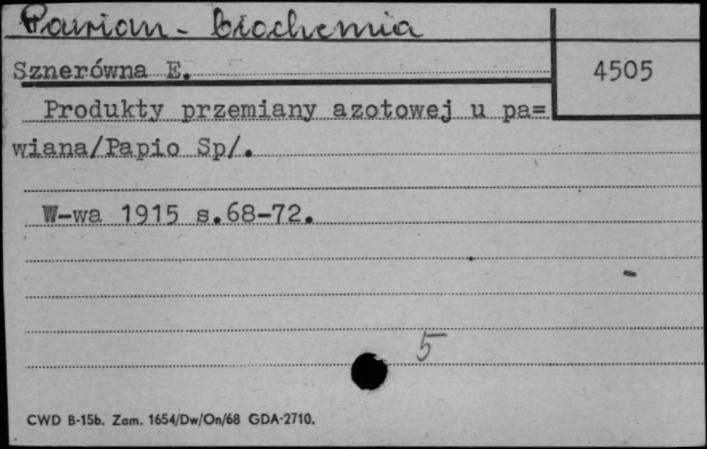 Pawian - biochemia
Sznerówna E.
4505
Produkty przemiany azotowej u pa=
wiana/Papio Sp/.
W-wa 1915 s.68-72.
5
CWD B-15b. Zam. 1654/Dw/On/68 GDA-2710.